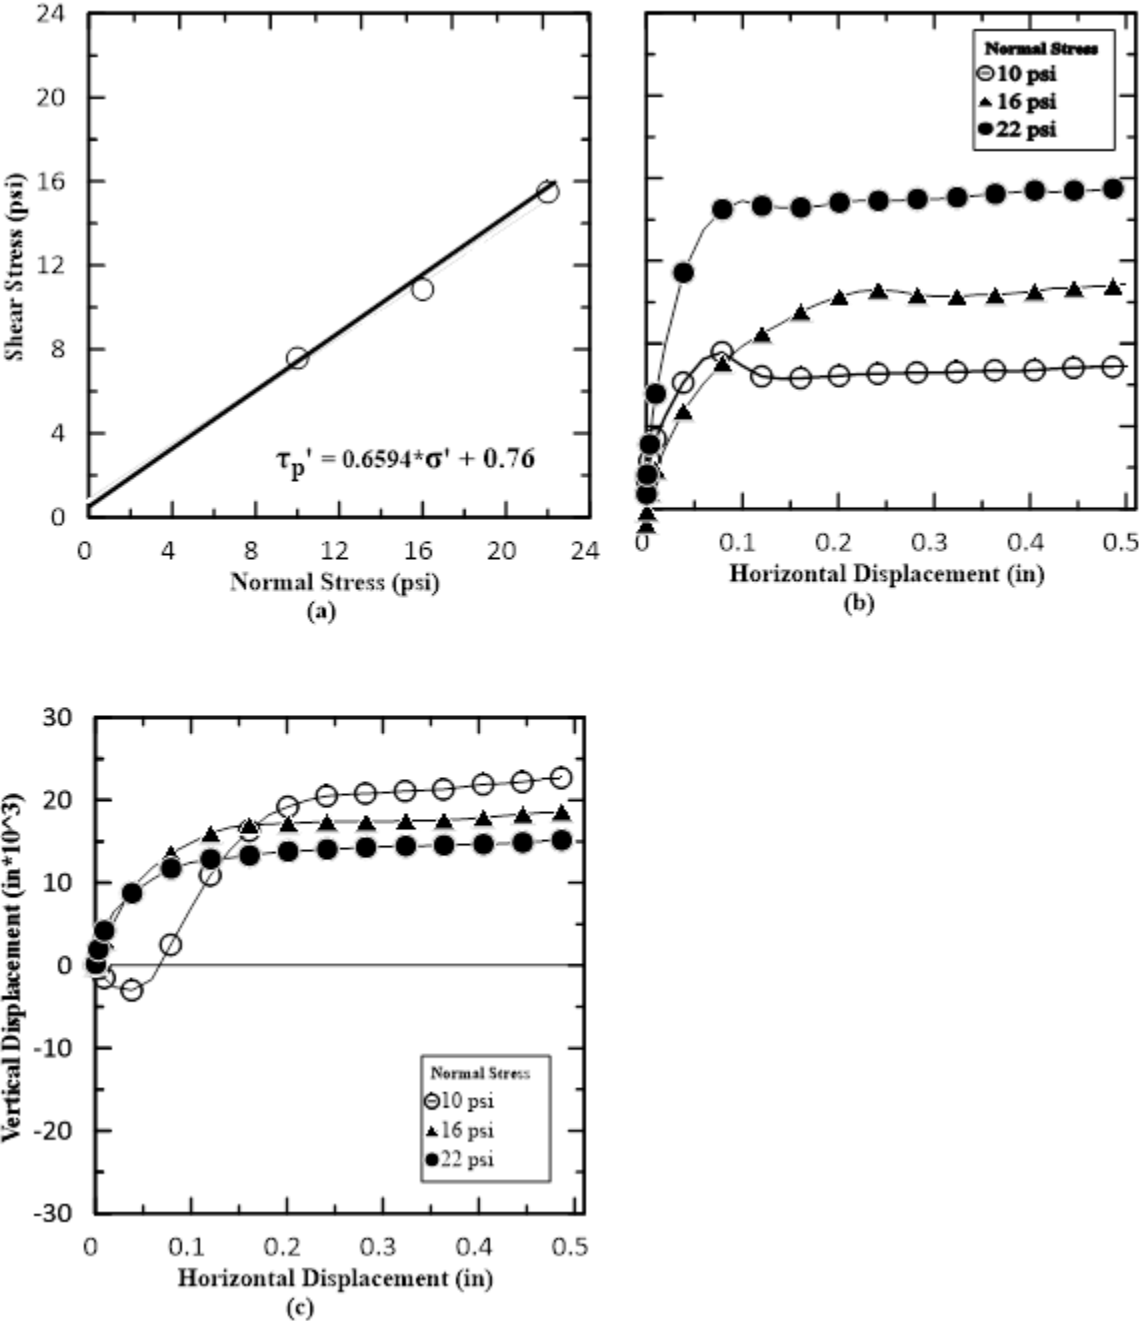 24
20
16
12
8
4
0
Shear Stress (psi)
τp' = 0.6594*σ' + 0.76
0 4 8 12 16 20 24
Normal Stress (psi)
(a)
Normal Stress
10 psi
16 psi
22 psi
0 0.1 0.2 0.3 0.4 0.5
Horizontal Displacement (in)
(b)
30
20
10
0
-10
-20
-30
Vertical Displacement (in*10^3)
Normal Stress
10 psi
16 psi
22 psi
0 0.1 0.2 0.3 0.4 0.5
Horizontal Displacement (in)
(c)